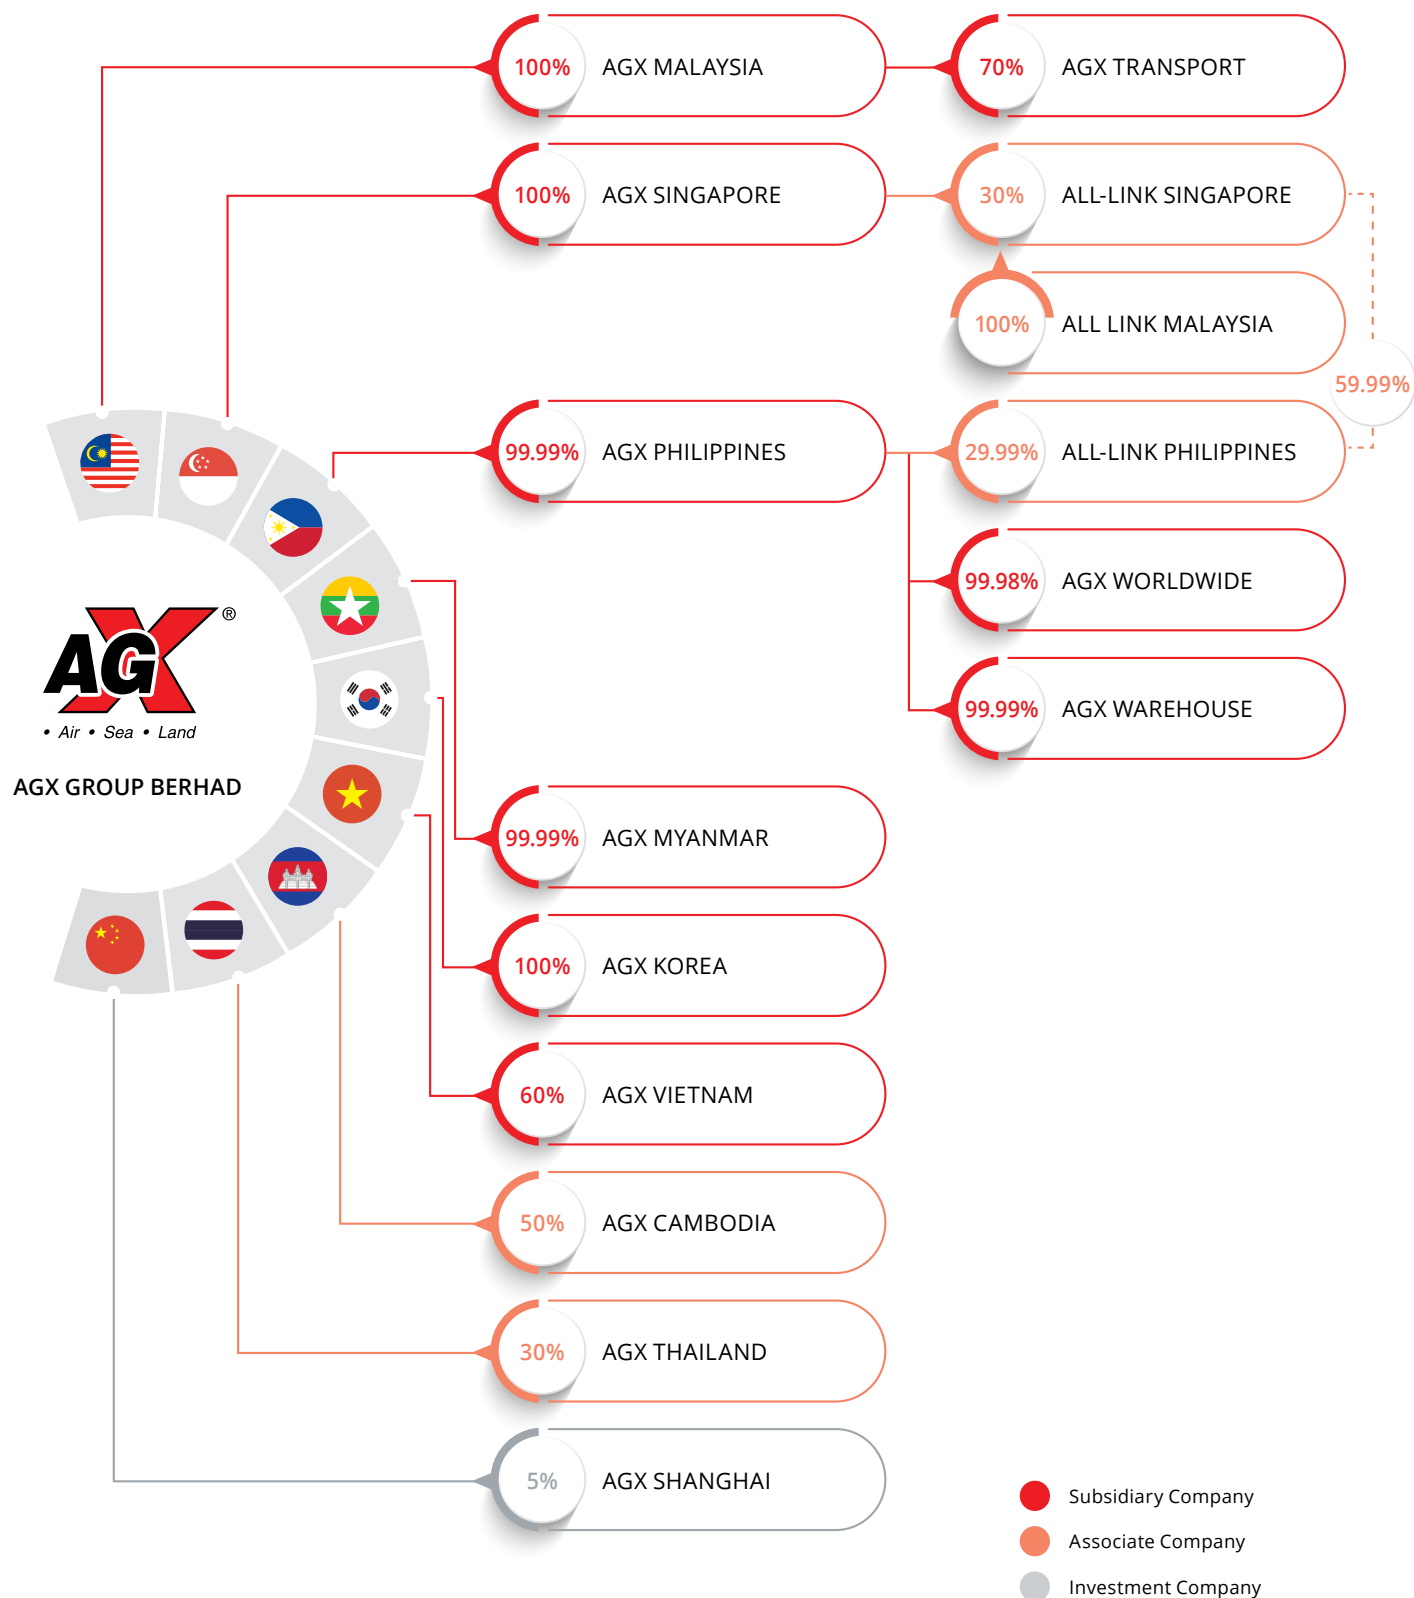 100% AGX MALAYSIA
70% AGX TRANSPORT
100% AGX SINGAPORE
30% ALL-LINK SINGAPORE
100% ALL LINK MALAYSIA
59.99%
99.99% AGX PHILIPPINES
29.99% ALL-LINK PHILIPPINES
99.98% AGX WORLDWIDE
99.99% AGX WAREHOUSE
AGX ®
• Air • Sea • Land
AGX GROUP BERHAD
99.99% AGX MYANMAR
100% AGX KOREA
60% AGX VIETNAM
50% AGX CAMBODIA
30% AGX THAILAND
5% AGX SHANGHAI
Subsidiary Company
Associate Company
Investment Company